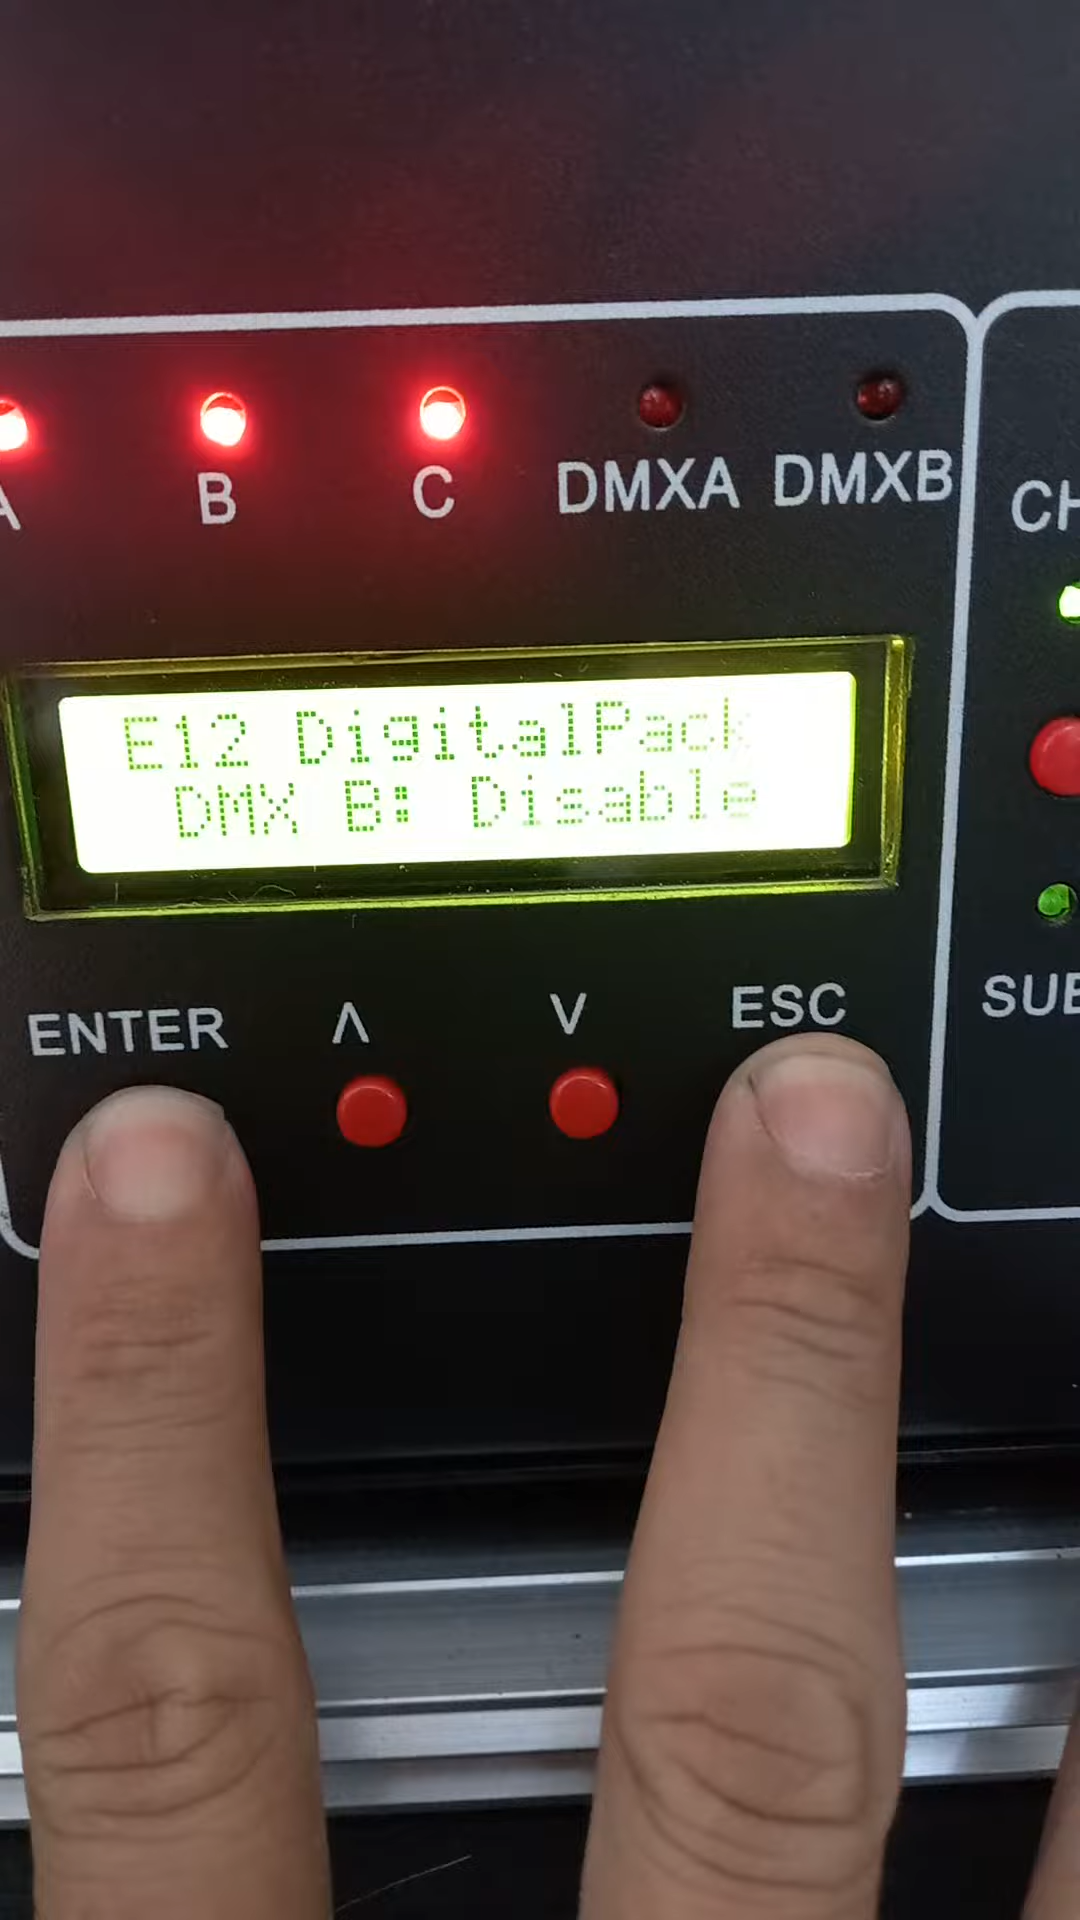 A
B
C
DMXA
DMXB
E12 DigitalPack
DMX B: Disable
ENTER
Λ
V
ESC